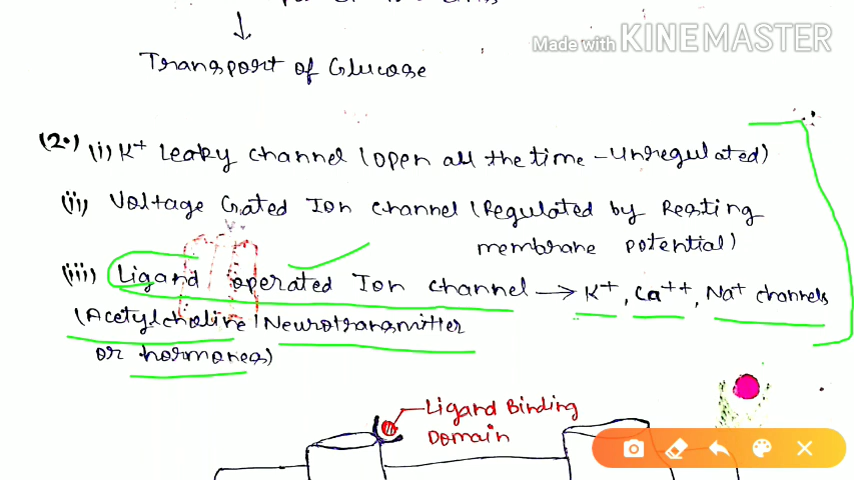 Made with KINEMASTER
Transport of Glucose
(20) (i) K+ Leaky channel (open all the time - Unregulated)
(ii) Voltage Gated Ion channel (Regulated by Resting
membrane potential)
(iii) Ligand operated Ion channel → K+, Ca++, Na+ channels
(Acetylcholine / Neurotransmitter
or hormones)
Ligand Binding
Domain